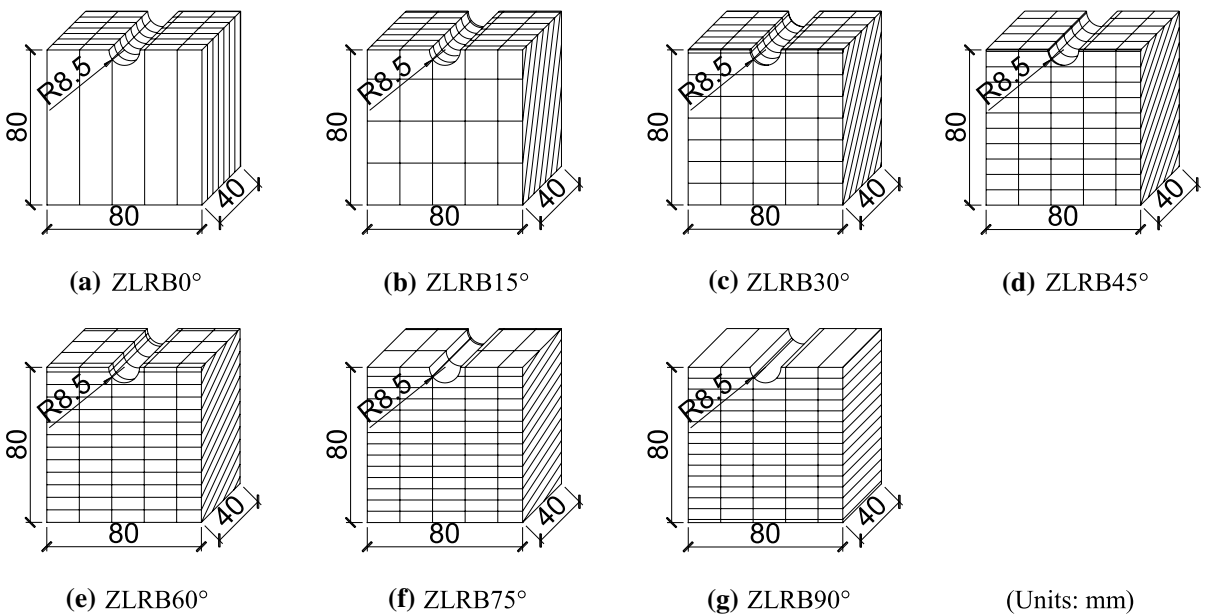 R8.5
80
80
40
(a) ZLRB0°
R8.5
80
80
40
(b) ZLRB15°
R8.5
80
80
40
(c) ZLRB30°
R8.5
80
80
40
(d) ZLRB45°
R8.5
80
80
40
(e) ZLRB60°
R8.5
80
80
40
(f) ZLRB75°
R8.5
80
80
40
(g) ZLRB90°
(Units: mm)